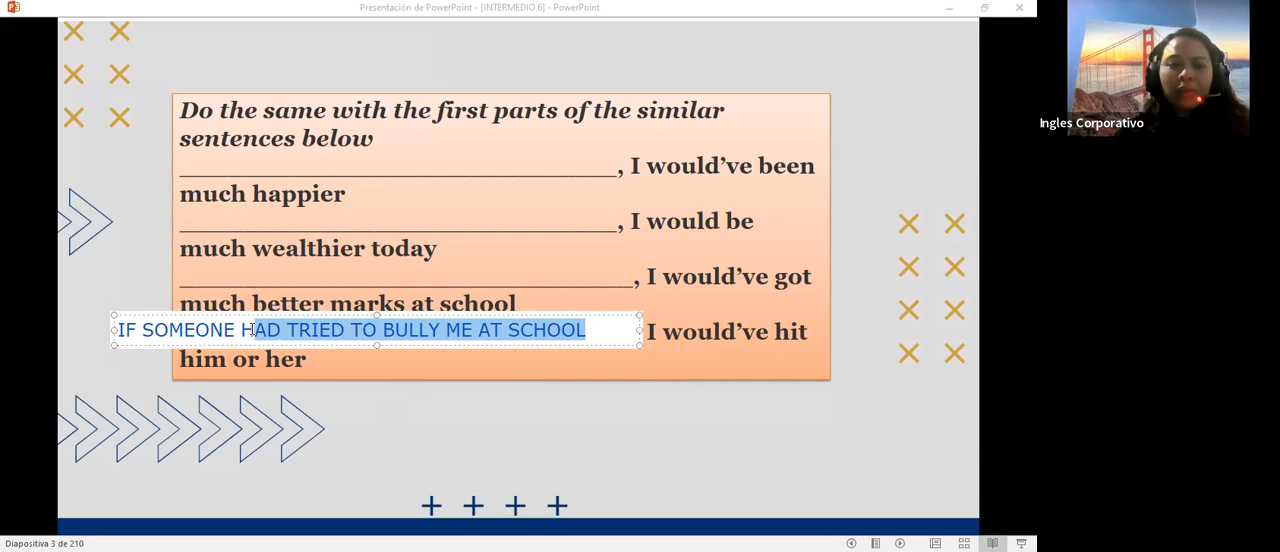 Presentación de PowerPoint - [INTERMEDIO 6] - PowerPoint
Do the same with the first parts of the similar
sentences below
________________________________________, I would’ve been
much happier
________________________________________, I would be
much wealthier today
_________________________________________, I would’ve got
much better marks at school
IF SOMEONE HAD TRIED TO BULLY ME AT SCHOOL I would’ve hit
him or her
Ingles Corporativo
Diapositiva 3 de 210